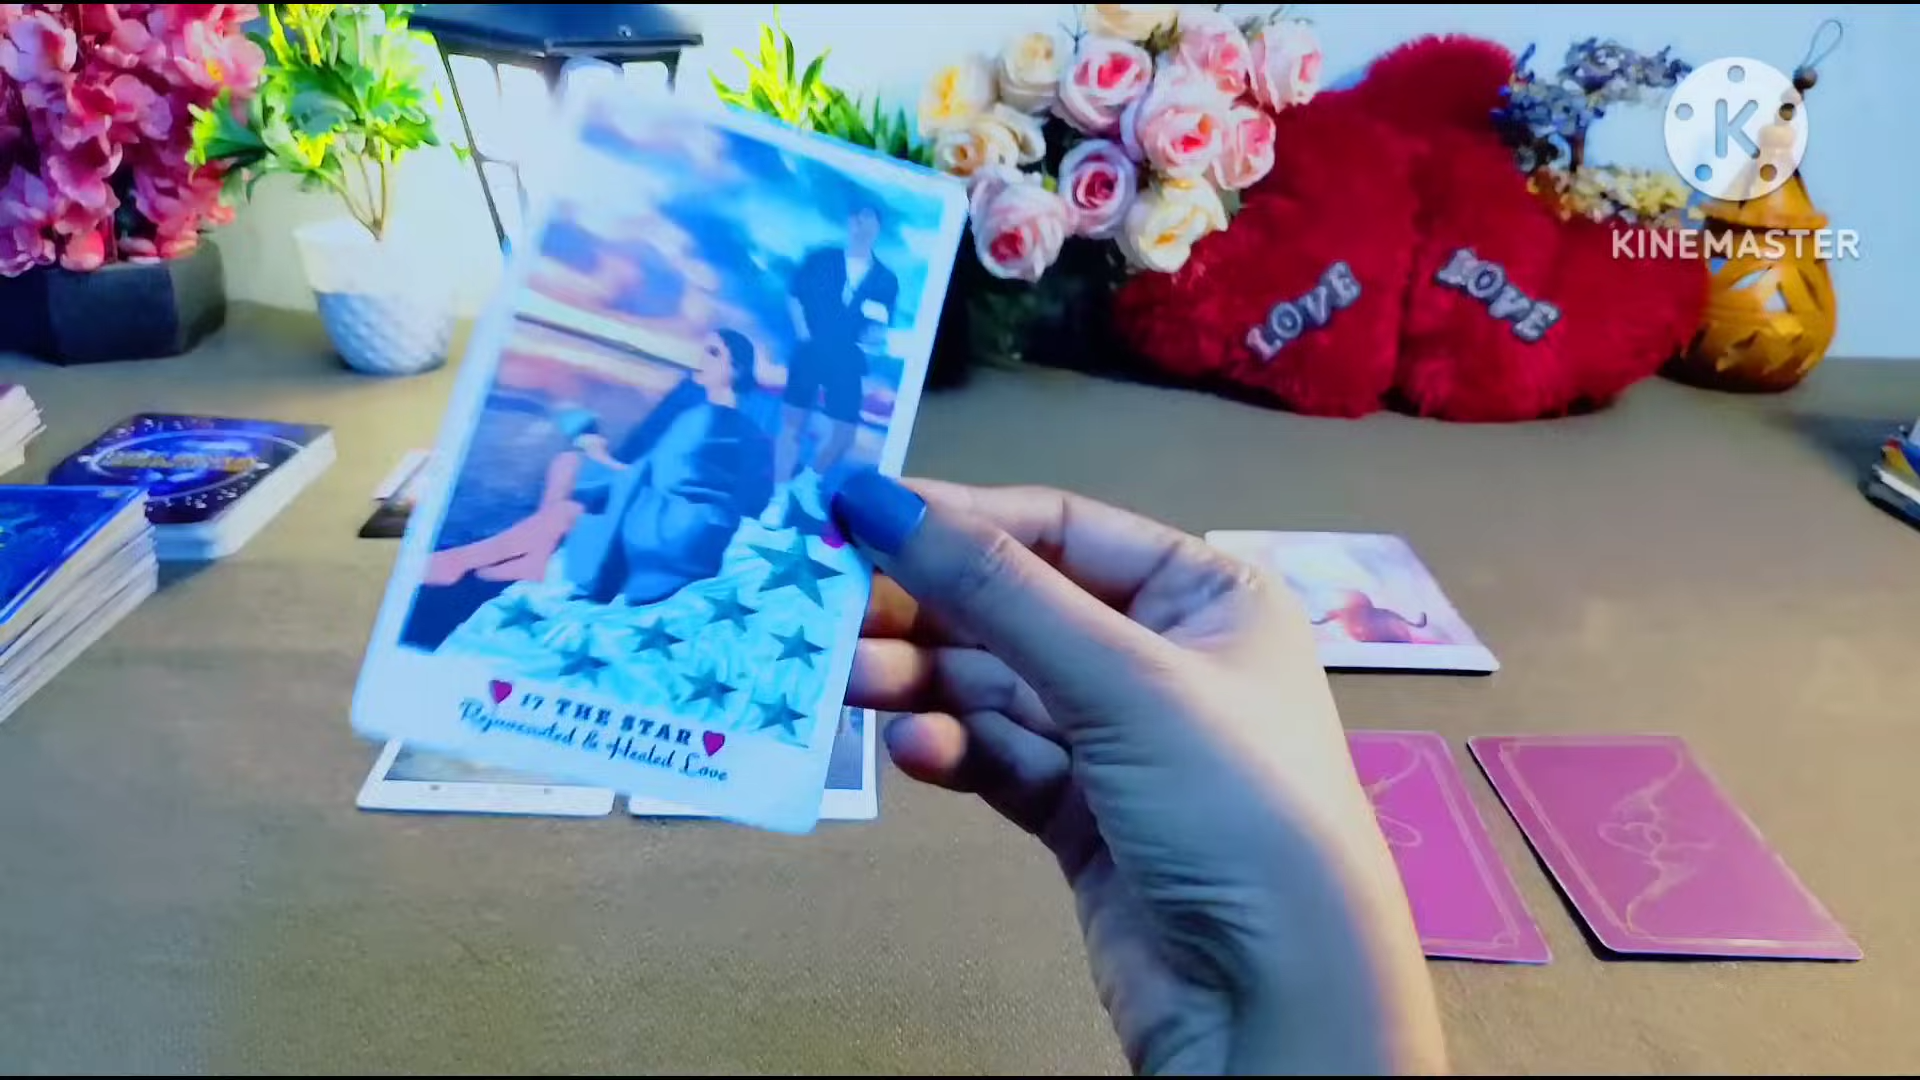 K
KINEMASTER
LOVE
LOVE
17 THE STAR
Rejuvenated & Healed Love